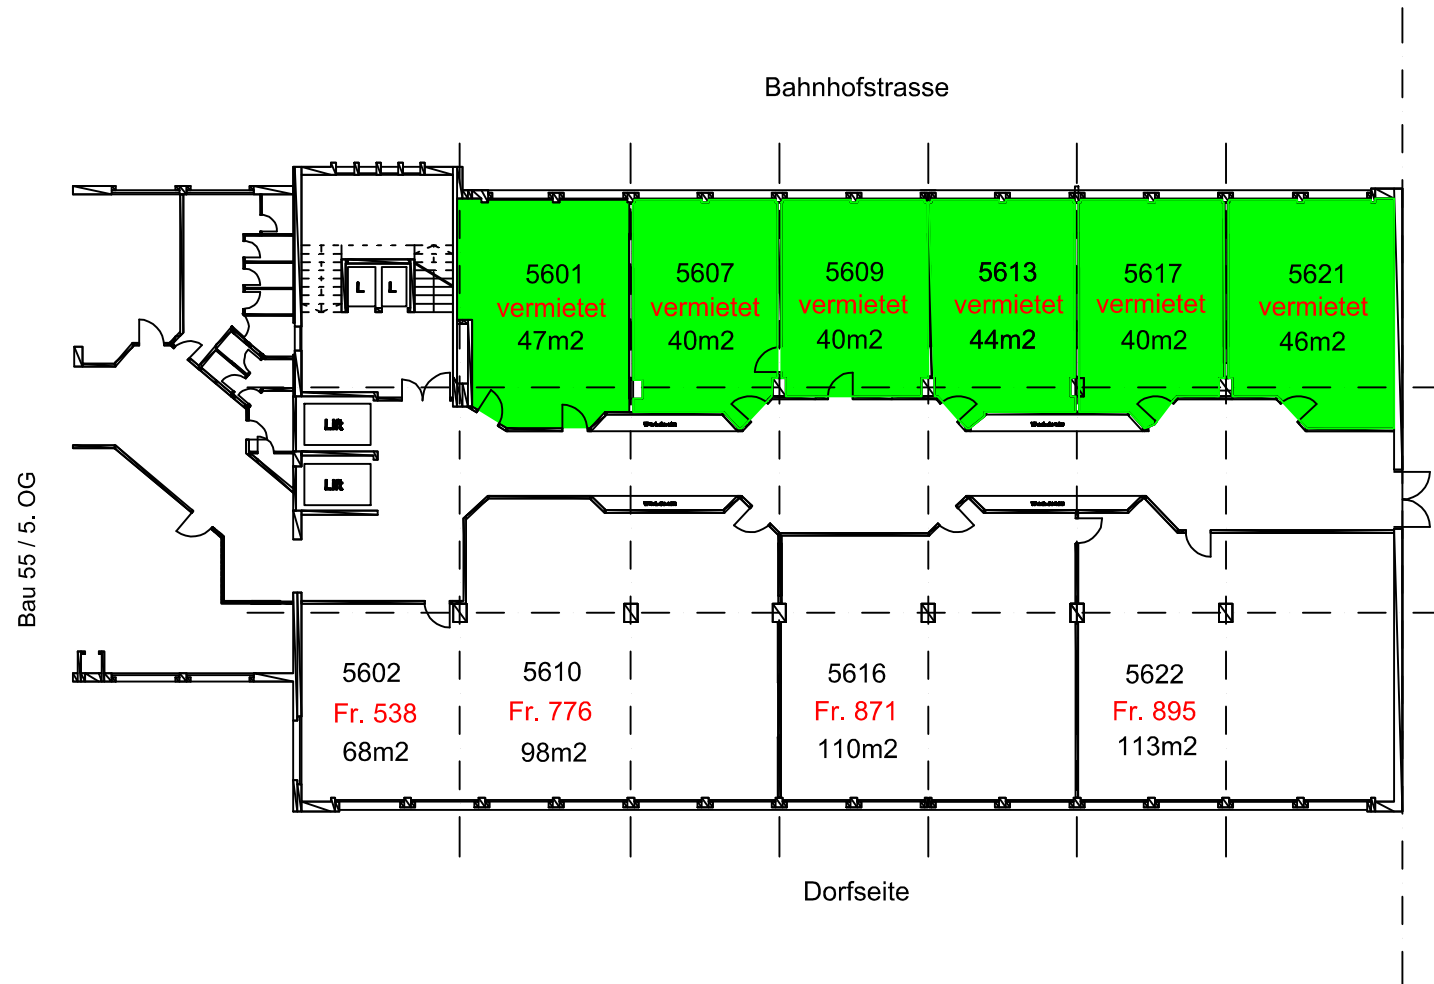 Bahnhofstrasse
5601
vermietet
47m2
5607
vermietet
40m2
5609
vermietet
40m2
5613
vermietet
44m2
5617
vermietet
40m2
5621
vermietet
46m2
L
L
Lift
Lift
Bau 55 / 5. OG
5602
Fr. 538
68m2
5610
Fr. 776
98m2
5616
Fr. 871
110m2
5622
Fr. 895
113m2
Dorfseite